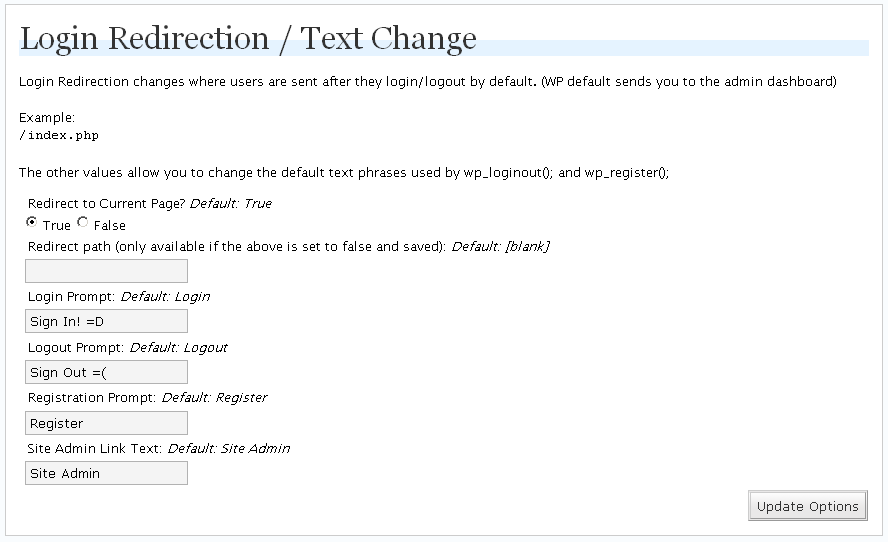 Login Redirection / Text Change
Login Redirection changes where users are sent after they login/logout by default. (WP default sends you to the admin dashboard)
Example:
/index.php
The other values allow you to change the default text phrases used by wp_loginout(); and wp_register();
Redirect to Current Page? Default: True
True False
Redirect path (only available if the above is set to false and saved): Default: [blank]
Login Prompt: Default: Login
Sign In! =D
Logout Prompt: Default: Logout
Sign Out =(
Registration Prompt: Default: Register
Register
Site Admin Link Text: Default: Site Admin
Site Admin
Update Options